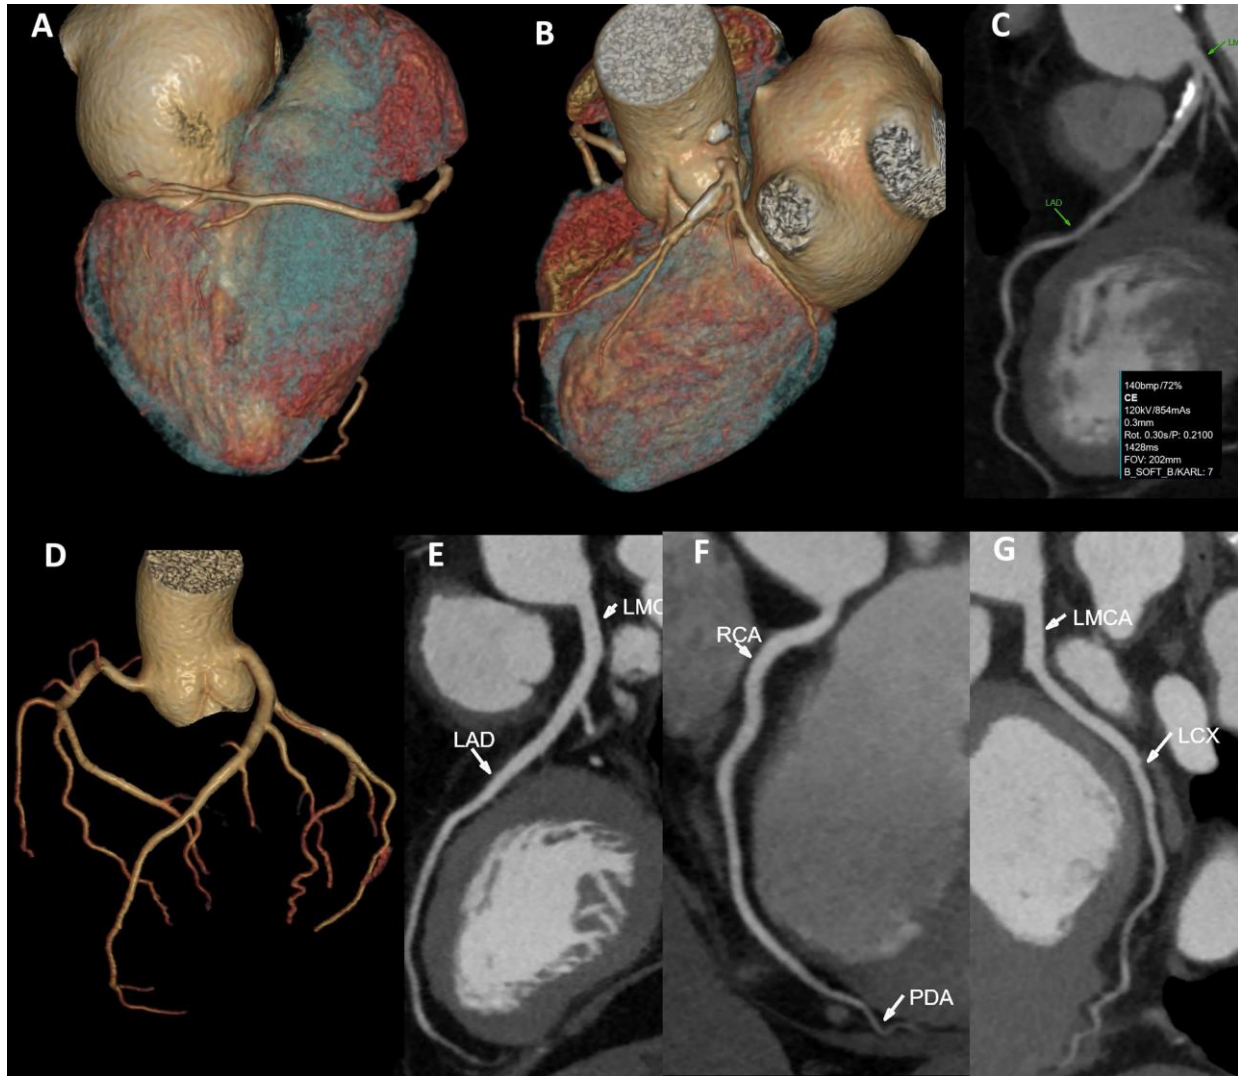 A
B
C
LM
LAD
140bmp/72%
CE
120kV/854mAs
0.3mm
Rot. 0.30s/P: 0.2100
1428ms
FOV: 202mm
B_SOFT_B/KARL: 7
D
E
LMC
LAD
F
RCA
PDA
G
LMCA
LCX